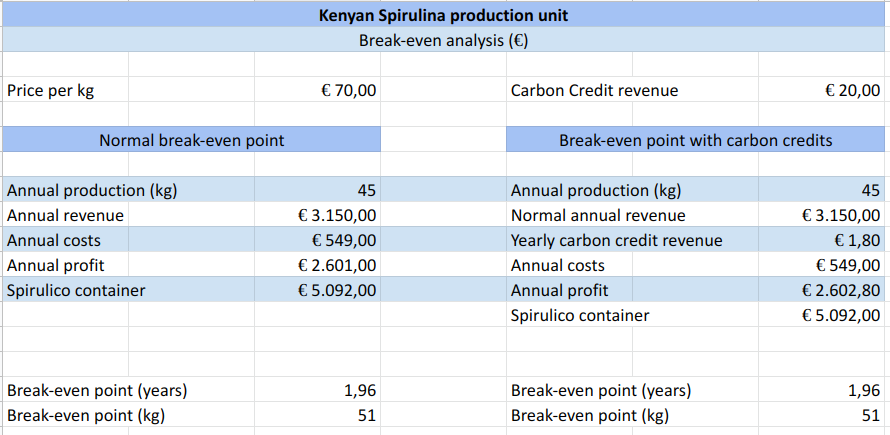 Kenyan Spirulina production unit
Break-even analysis (€)
Price per kg € 70,00 Carbon Credit revenue € 20,00
Normal break-even point Break-even point with carbon credits
Annual production (kg) 45 Annual production (kg) 45
Annual revenue € 3.150,00 Normal annual revenue € 3.150,00
Annual costs € 549,00 Yearly carbon credit revenue € 1,80
Annual profit € 2.601,00 Annual costs € 549,00
Spirulico container € 5.092,00 Annual profit € 2.602,80
Spirulico container € 5.092,00
Break-even point (years) 1,96 Break-even point (years) 1,96
Break-even point (kg) 51 Break-even point (kg) 51